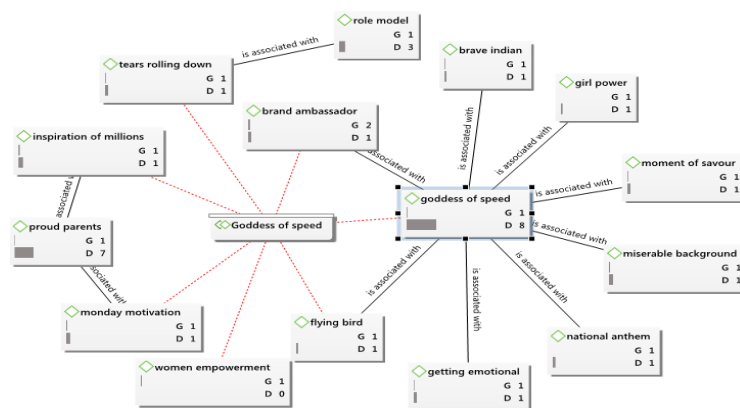 role model
G 1
D 3
is associated with
tears rolling down
G 1
D 1
brave indian
G 1
D 1
is associated with
girl power
G 1
D 1
is associated with
brand ambassador
G 2
D 1
associated with
inspiration of millions
G 1
D 1
associated
moment of savour
G 1
D 1
is associated with
goddess of speed
G 1
D 8
Goddess of speed
proud parents
G 1
D 7
associated with
is associated with
miserable background
G 1
D 1
monday motivation
G 1
D 1
is associated with
flying bird
G 1
D 1
is associated with
getting emotional
G 1
D 1
is associated with
national anthem
G 1
D 1
women empowerment
G 1
D 0